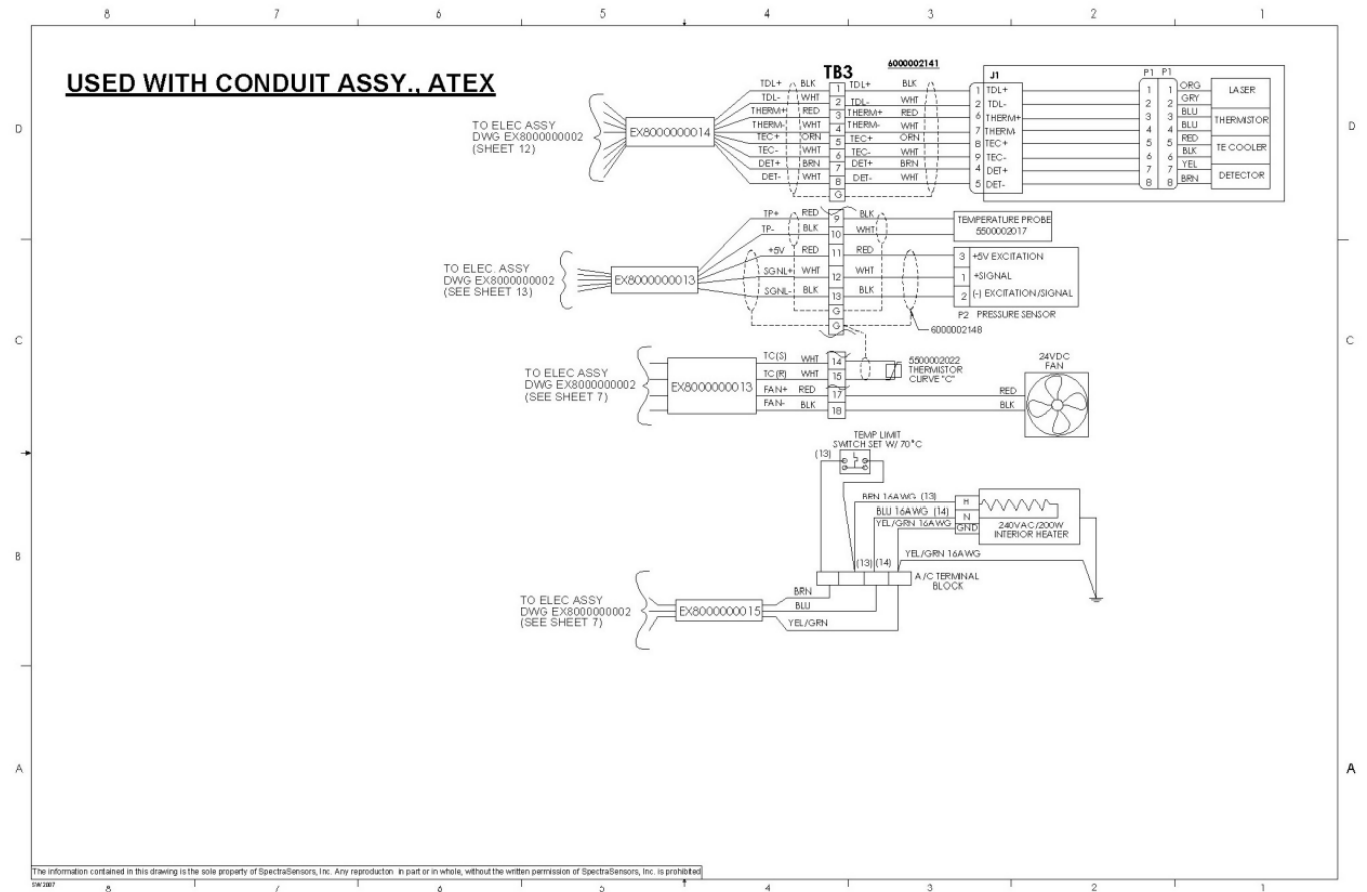 8 7 6 5 4 3 2 1
USED WITH CONDUIT ASSY., ATEX
TB3
6000002141
J1
P1 P1
TO ELEC ASSY
DWG EX8000000002
(SHEET 12)
EX8000000014
TDL+ BLK 1 TDL+ BLK 1 TDL+ 1 1 ORG
TDL- WHT 2 TDL- WHT 2 TDL- 2 2 GRY
LASER
THERM+ RED 3 THERM+ RED 6 THERM+ 3 3 BLU
THERM- WHT 4 THERM- WHT 7 THERM- 4 4 BLU
THERMISTOR
TEC+ ORN 5 TEC+ ORN 8 TEC+ 5 5 RED
TEC- WHT 6 TEC- WHT 9 TEC- 6 6 BLK
TE COOLER
DET+ BRN 7 DET+ BRN 4 DET+ 7 7 YEL
DET- WHT 8 DET- WHT 5 DET- 8 8 BRN
DETECTOR
G
D D
TP+ RED 9 BLK
TP- BLK 10 WHT
TEMPERATURE PROBE
5500002017
TO ELEC. ASSY
DWG EX8000000002
(SEE SHEET 13)
EX8000000013
+5V RED 11 RED 3 +5V EXCITATION
SGNL+ WHT 12 WHT 1 +SIGNAL
SGNL- BLK 13 BLK 2 (-) EXCITATION/SIGNAL
G
G
P2 PRESSURE SENSOR
6000002148
C C
TO ELEC ASSY
DWG EX8000000002
(SEE SHEET 7)
EX8000000013
TC(S) WHT 14
TC(R) WHT 15
FAN+ RED 17 RED
FAN- BLK 18 BLK
5500002022
THERMISTOR
CURVE "C"
24VDC
FAN
TEMP LIMIT
SWITCH SET W/ 70°C
(13)
BRN 16AWG (13) H
BLU 16AWG (14) N
YEL/GRN 16AWG GND
240VAC/200W
INTERIOR HEATER
YEL/GRN 16AWG
(13) (14)
A/C TERMINAL
BLOCK
B B
TO ELEC ASSY
DWG EX8000000002
(SEE SHEET 7)
EX8000000015
BRN
BLU
YEL/GRN
A A
The information contained in this drawing is the sole property of SpectraSensors, Inc. Any reproducton in part or in whole, without the written permission of SpectraSensors, Inc. is prohibited
SW 2007
8 7 6 5 4 3 2 1